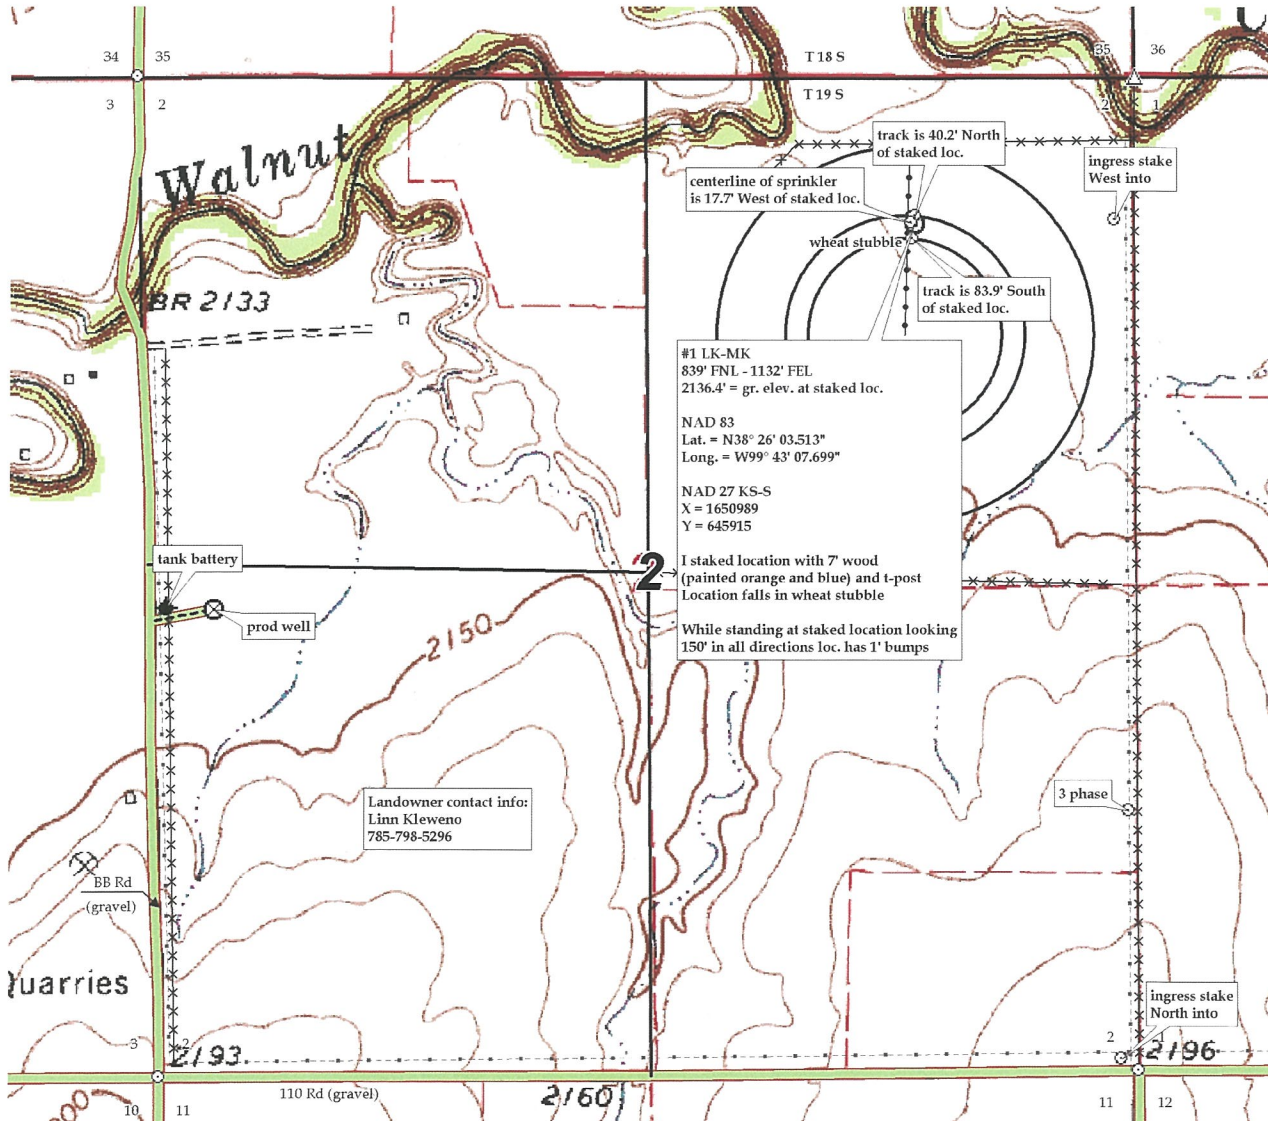 34
35
T 18 S
35
36
3
2
T 19 S
2
1
Walnut
track is 40.2' North
of staked loc.
ingress stake
West into
centerline of sprinkler
is 17.7' West of staked loc.
wheat stubble
track is 83.9' South
of staked loc.
BR 2133
#1 LK-MK
839' FNL - 1132' FEL
2136.4' = gr. elev. at staked loc.
NAD 83
Lat. = N38° 26' 03.513"
Long. = W99° 43' 07.699"
NAD 27 KS-S
X = 1650989
Y = 645915
I staked location with 7' wood
(painted orange and blue) and t-post
Location falls in wheat stubble
While standing at staked location looking
150' in all directions loc. has 1' bumps
tank battery
2
prod well
2150
3 phase
Landowner contact info:
Linn Kleweno
785-798-5296
BB Rd
(gravel)
Quarries
ingress stake
North into
3
2
2193
2
2196
110 Rd (gravel)
2160
10
11
11
12